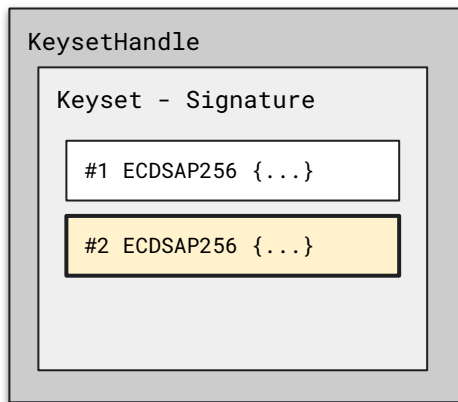 KeysetHandle
Keyset - Signature
#1 ECDSAP256 {...}
#2 ECDSAP256 {...}